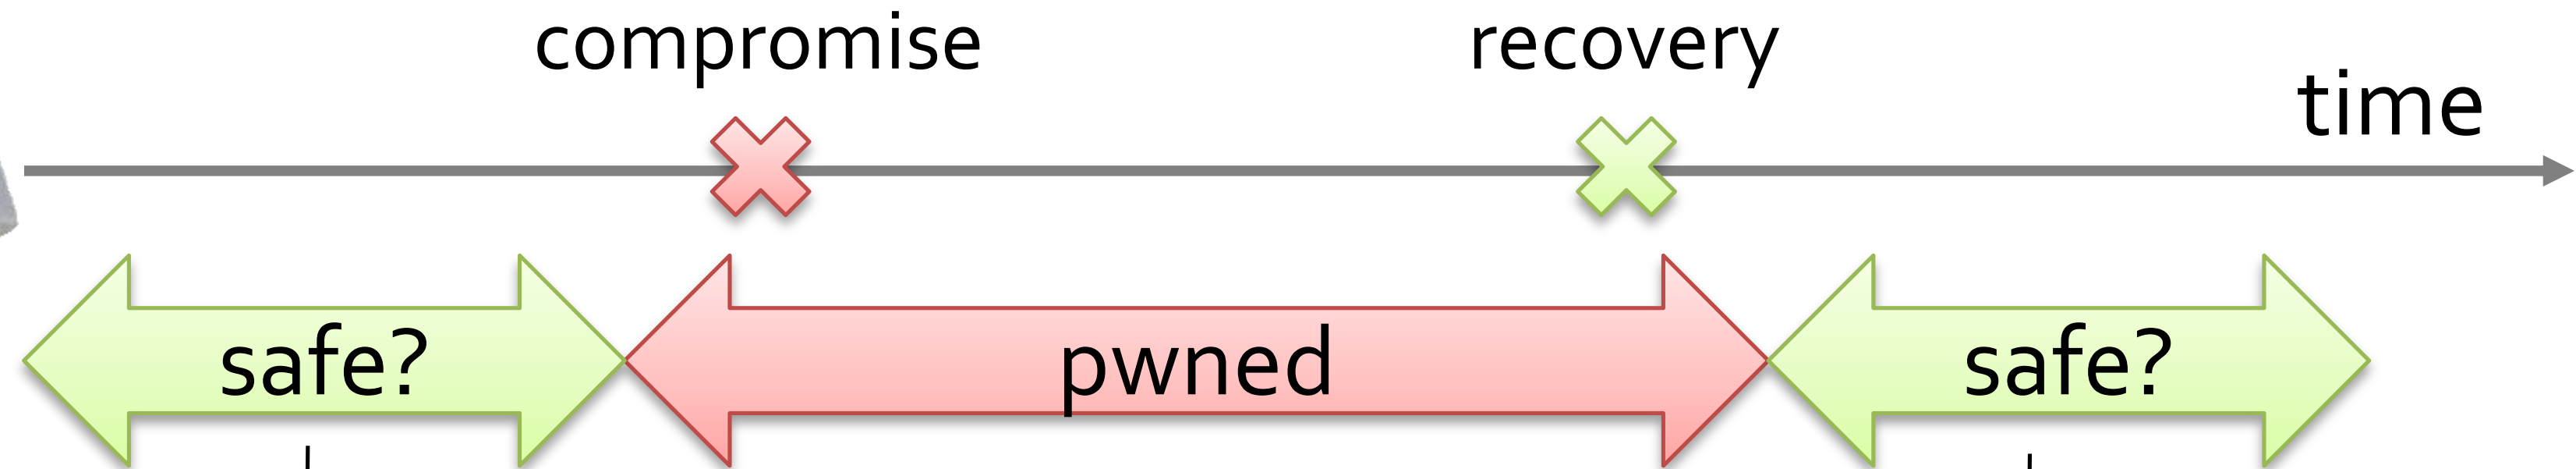 compromise
recovery
time
safe?
pwned
safe?